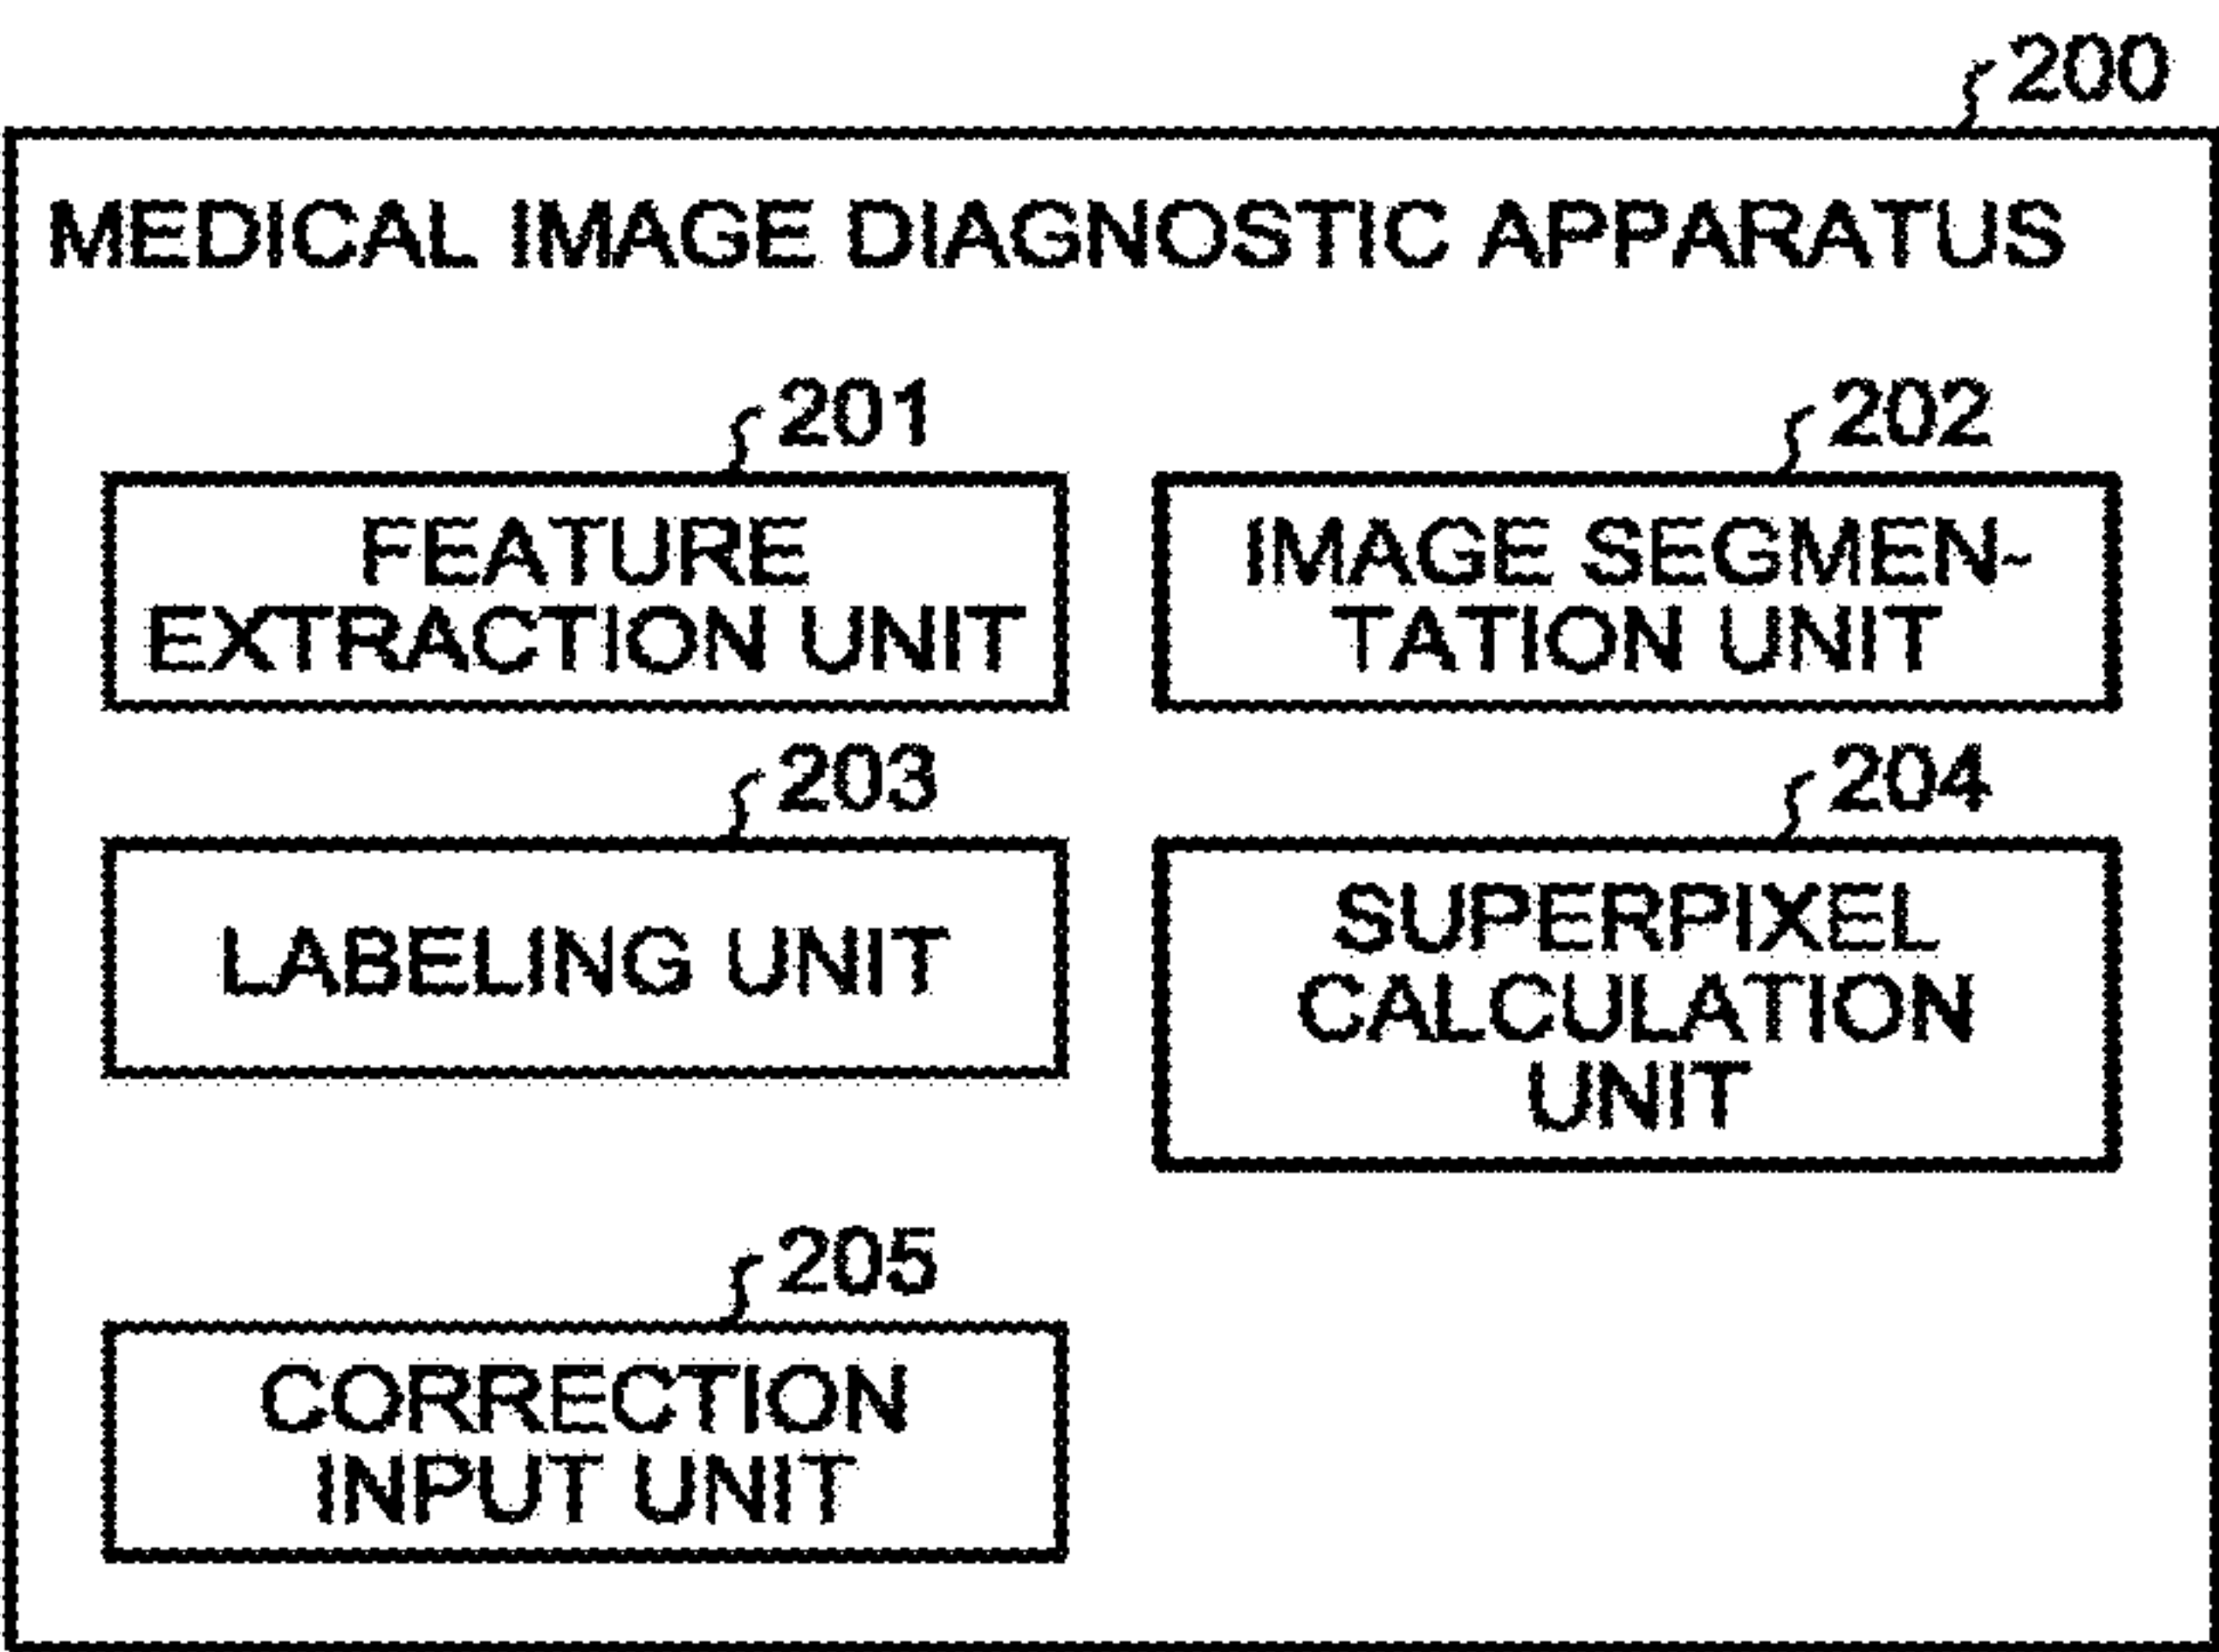 200
MEDICAL IMAGE DIAGNOSTIC APPARATUS
201
FEATURE
EXTRACTION UNIT
202
IMAGE SEGMEN-
TATION UNIT
203
LABELING UNIT
204
SUPERPIXEL
CALCULATION
UNIT
205
CORRECTION
INPUT UNIT